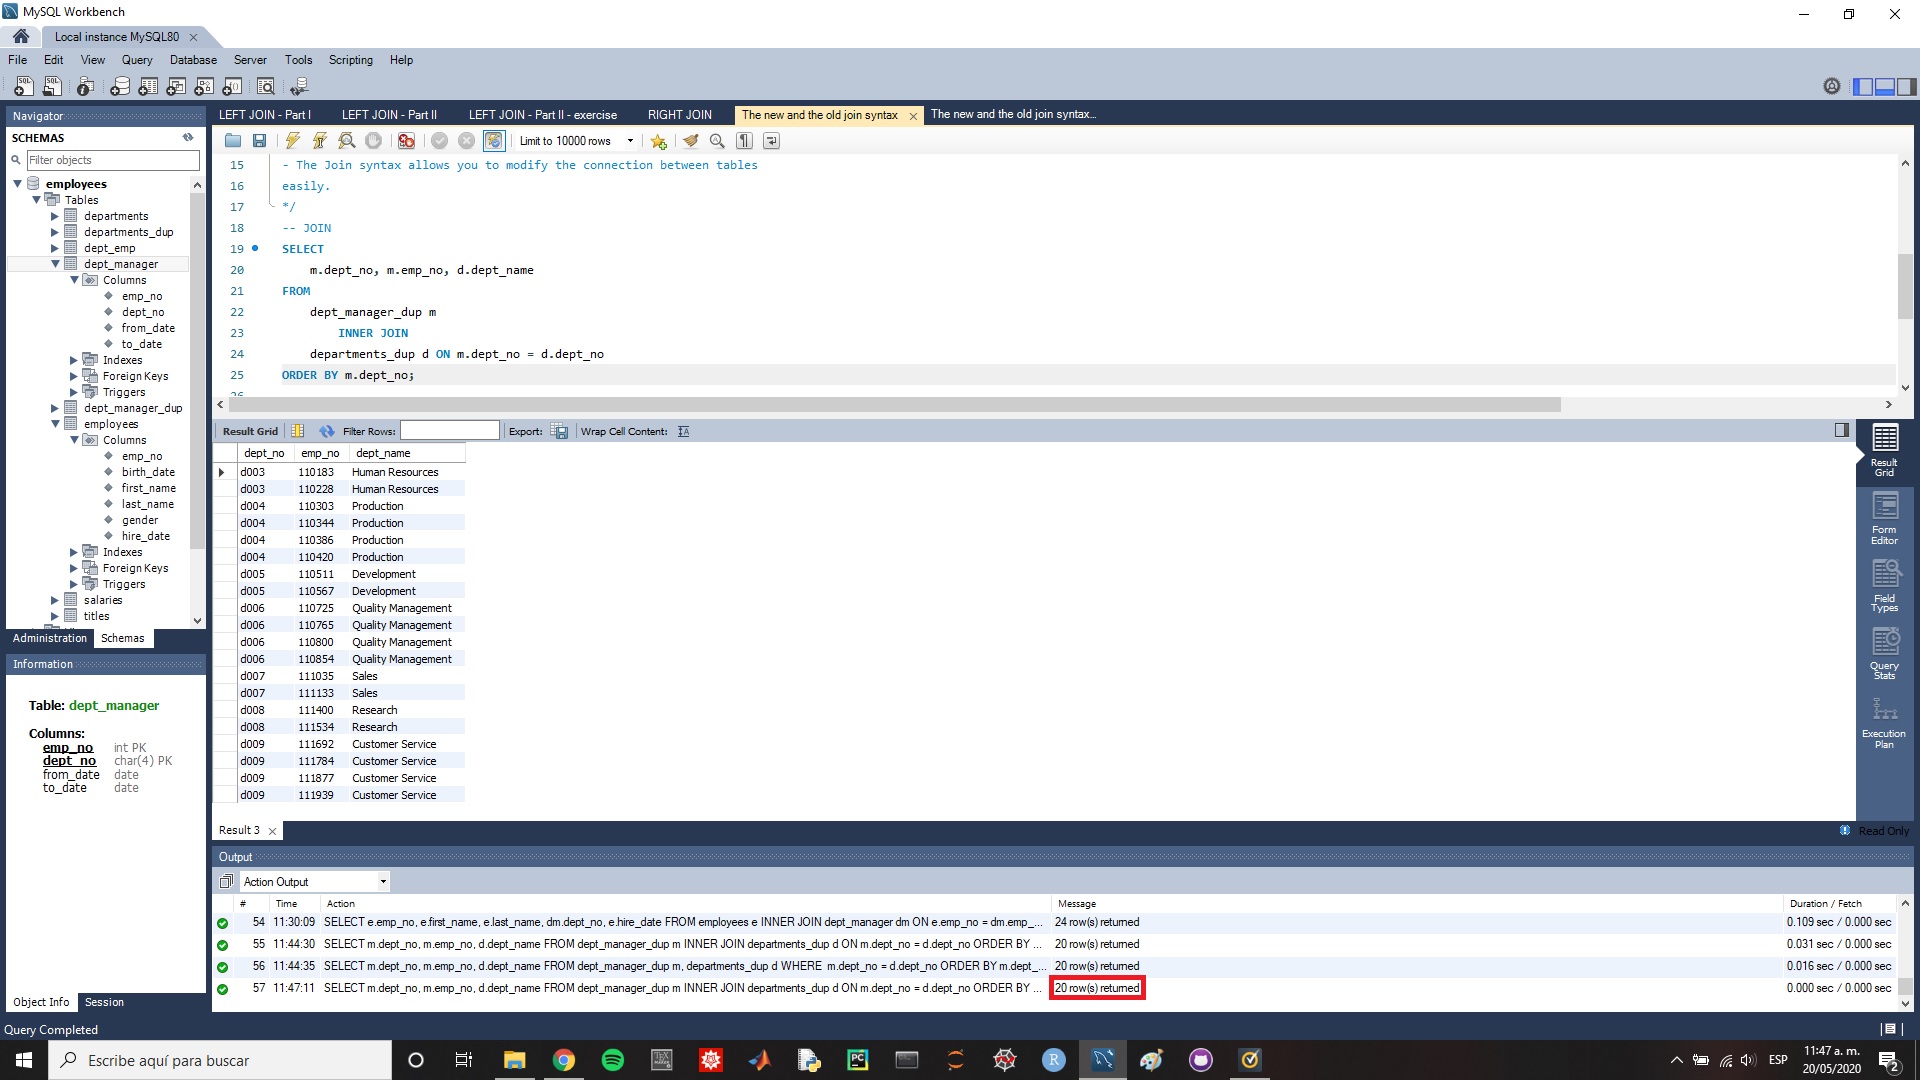 MySQL Workbench
Local instance MySQL80
File Edit View Query Database Server Tools Scripting Help
Navigator
SCHEMAS
Filter objects
employees
Tables
departments
departments_dup
dept_emp
dept_manager
Columns
emp_no
dept_no
from_date
to_date
Indexes
Foreign Keys
Triggers
dept_manager_dup
employees
Columns
emp_no
birth_date
first_name
last_name
gender
hire_date
Indexes
Foreign Keys
Triggers
salaries
titles
Administration Schemas
Information
Table: dept_manager
Columns:
emp_no int PK
dept_no char(4) PK
from_date date
to_date date
Object Info Session
LEFT JOIN - Part I LEFT JOIN - Part II LEFT JOIN - Part II - exercise RIGHT JOIN The new and the old join syntax The new and the old join syntax...
Limit to 10000 rows
15 - The Join syntax allows you to modify the connection between tables
16 easily.
17 */
18 -- JOIN
19 SELECT
20 m.dept_no, m.emp_no, d.dept_name
21 FROM
22 dept_manager_dup m
23 INNER JOIN
24 departments_dup d ON m.dept_no = d.dept_no
25 ORDER BY m.dept_no;
26
Result Grid Filter Rows: Export: Wrap Cell Content:
dept_no emp_no dept_name
d003 110183 Human Resources
d003 110228 Human Resources
d004 110303 Production
d004 110344 Production
d004 110386 Production
d004 110420 Production
d005 110511 Development
d005 110567 Development
d006 110725 Quality Management
d006 110765 Quality Management
d006 110800 Quality Management
d006 110854 Quality Management
d007 111035 Sales
d007 111133 Sales
d008 111400 Research
d008 111534 Research
d009 111692 Customer Service
d009 111784 Customer Service
d009 111877 Customer Service
d009 111939 Customer Service
Result Grid
Form Editor
Field Types
Query Stats
Execution Plan
Result 3
Read Only
Output
Action Output
# Time Action Message Duration / Fetch
54 11:30:09 SELECT e.emp_no, e.first_name, e.last_name, dm.dept_no, e.hire_date FROM employees e INNER JOIN dept_manager dm ON e.emp_no = dm.emp_... 24 row(s) returned 0.109 sec / 0.000 sec
55 11:44:30 SELECT m.dept_no, m.emp_no, d.dept_name FROM dept_manager_dup m INNER JOIN departments_dup d ON m.dept_no = d.dept_no ORDER BY ... 20 row(s) returned 0.031 sec / 0.000 sec
56 11:44:35 SELECT m.dept_no, m.emp_no, d.dept_name FROM dept_manager_dup m, departments_dup d WHERE m.dept_no = d.dept_no ORDER BY m.dept_... 20 row(s) returned 0.016 sec / 0.000 sec
57 11:47:11 SELECT m.dept_no, m.emp_no, d.dept_name FROM dept_manager_dup m INNER JOIN departments_dup d ON m.dept_no = d.dept_no ORDER BY ... 20 row(s) returned 0.000 sec / 0.000 sec
Query Completed
Escribe aquí para buscar
ESP
11:47 a. m.
20/05/2020
2